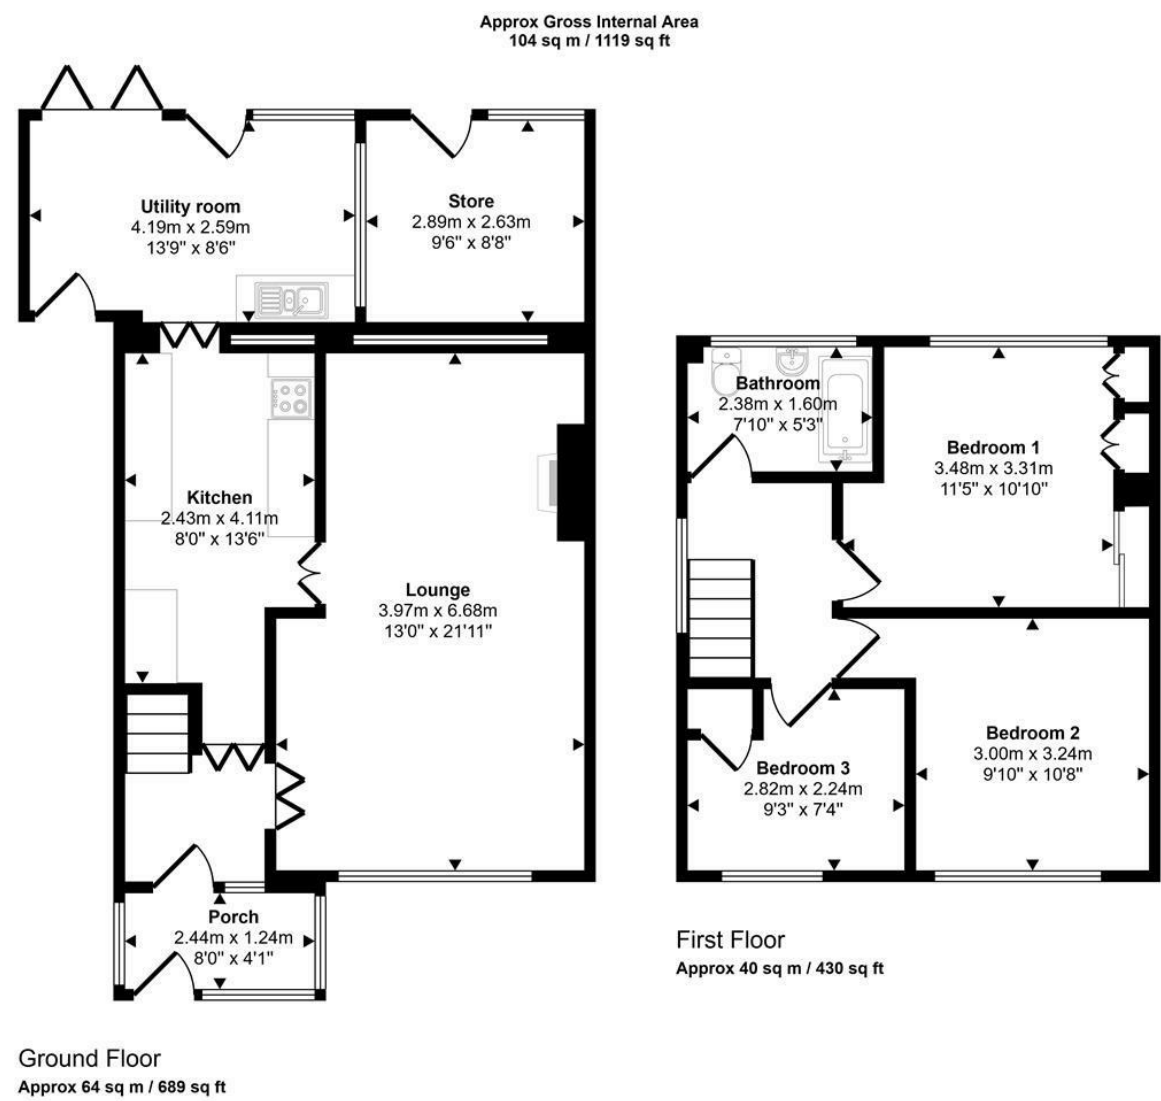 Approx Gross Internal Area
104 sq m / 1119 sq ft
Utility room
4.19m x 2.59m
13'9" x 8'6"
Store
2.89m x 2.63m
9'6" x 8'8"
Kitchen
2.43m x 4.11m
8'0" x 13'6"
Lounge
3.97m x 6.68m
13'0" x 21'11"
Porch
2.44m x 1.24m
8'0" x 4'1"
Ground Floor
Approx 64 sq m / 689 sq ft
Bathroom
2.38m x 1.60m
7'10" x 5'3"
Bedroom 1
3.48m x 3.31m
11'5" x 10'10"
Bedroom 2
3.00m x 3.24m
9'10" x 10'8"
Bedroom 3
2.82m x 2.24m
9'3" x 7'4"
First Floor
Approx 40 sq m / 430 sq ft